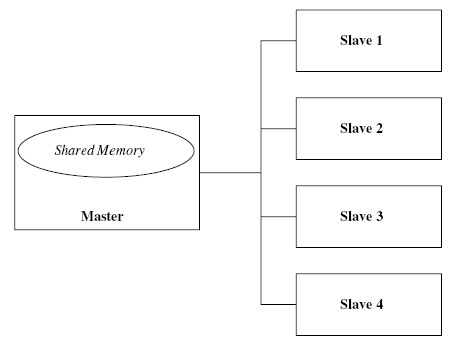 Shared Memory
Master
Slave 1
Slave 2
Slave 3
Slave 4